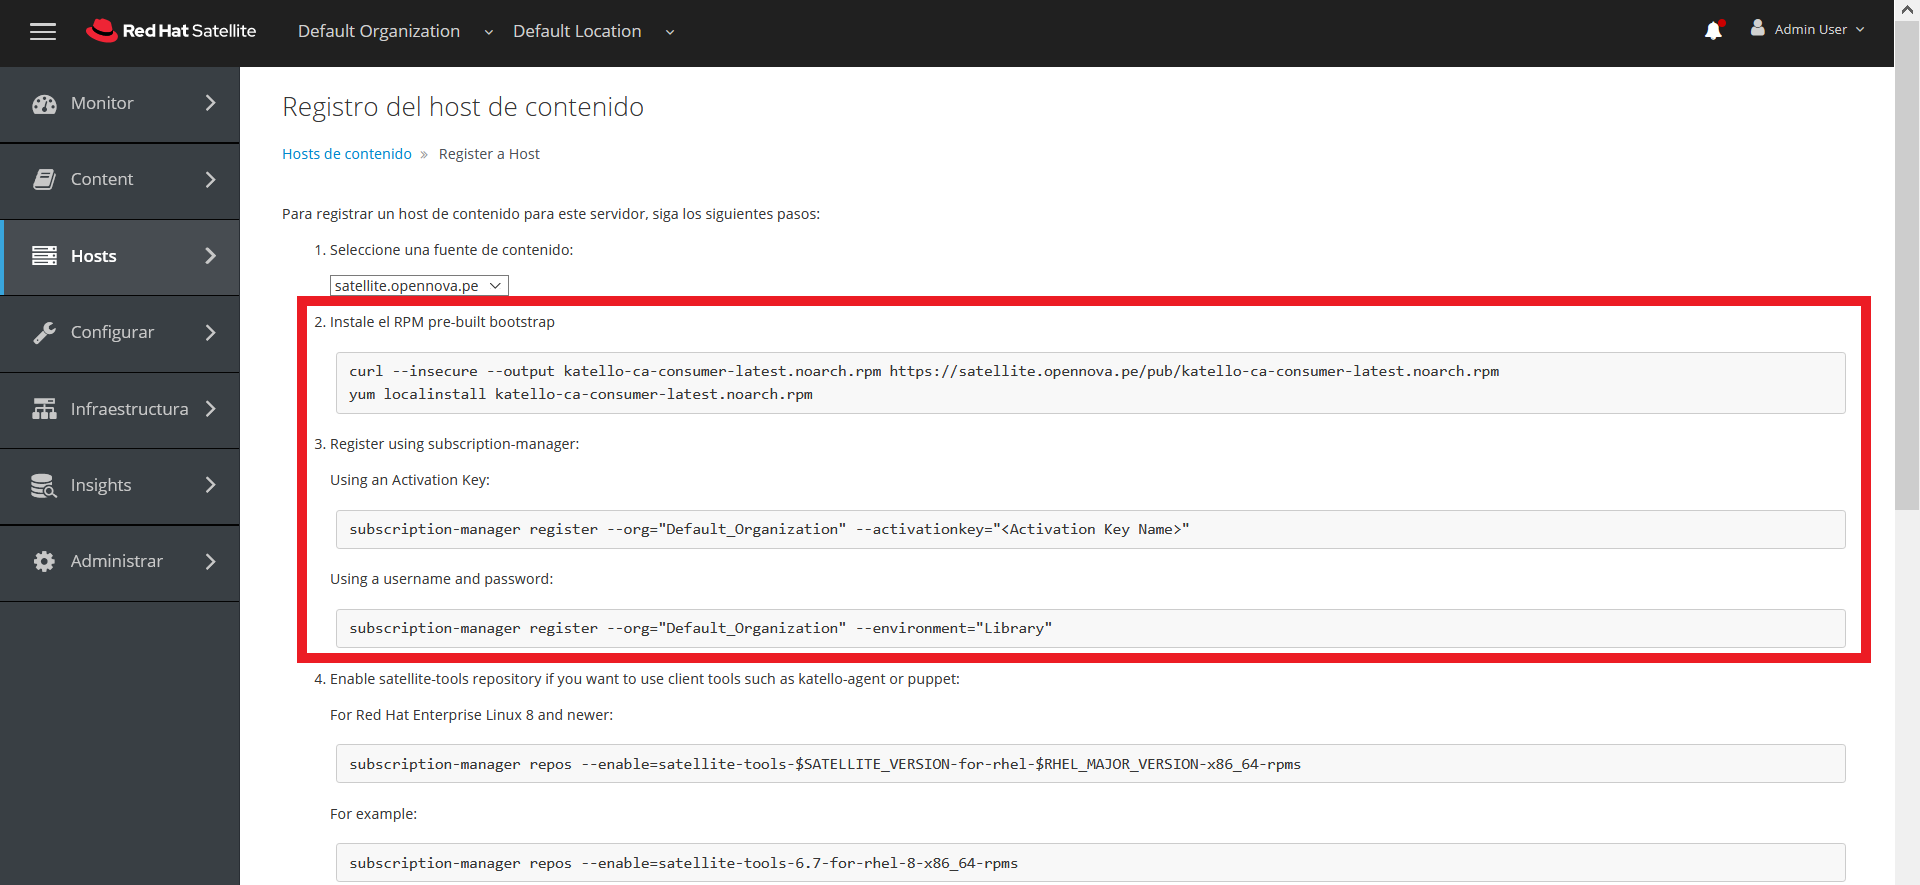 Red Hat Satellite
Default Organization
Default Location
Admin User
Monitor
Content
Hosts
Configurar
Infraestructura
Insights
Administrar
Registro del host de contenido
Hosts de contenido » Register a Host
Para registrar un host de contenido para este servidor, siga los siguientes pasos:
1. Seleccione una fuente de contenido:
satellite.opennova.pe
2. Instale el RPM pre-built bootstrap
curl --insecure --output katello-ca-consumer-latest.noarch.rpm https://satellite.opennova.pe/pub/katello-ca-consumer-latest.noarch.rpm
yum localinstall katello-ca-consumer-latest.noarch.rpm
3. Register using subscription-manager:
Using an Activation Key:
subscription-manager register --org="Default_Organization" --activationkey="<Activation Key Name>"
Using a username and password:
subscription-manager register --org="Default_Organization" --environment="Library"
4. Enable satellite-tools repository if you want to use client tools such as katello-agent or puppet:
For Red Hat Enterprise Linux 8 and newer:
subscription-manager repos --enable=satellite-tools-$SATELLITE_VERSION-for-rhel-$RHEL_MAJOR_VERSION-x86_64-rpms
For example:
subscription-manager repos --enable=satellite-tools-6.7-for-rhel-8-x86_64-rpms